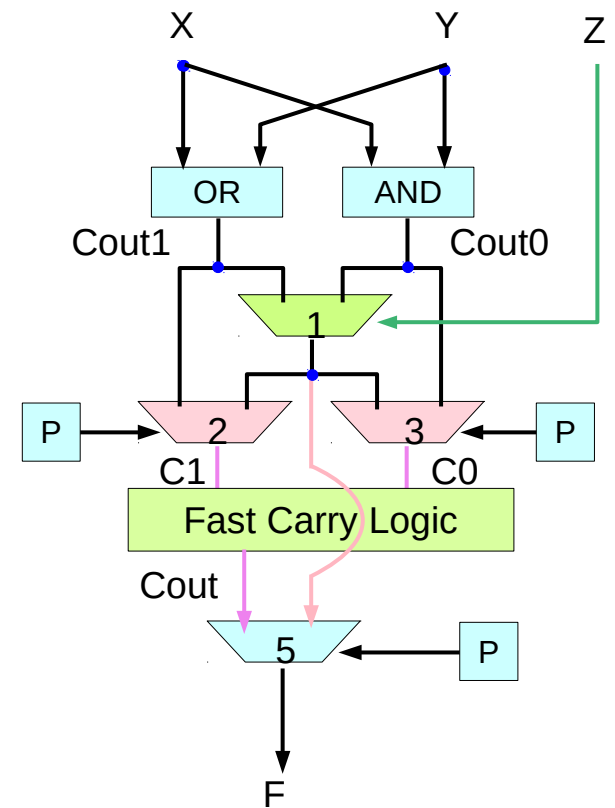 X Y Z
OR AND
Cout1 Cout0
1
P 2 3 P
C1 C0
Fast Carry Logic
Cout
5 P
F